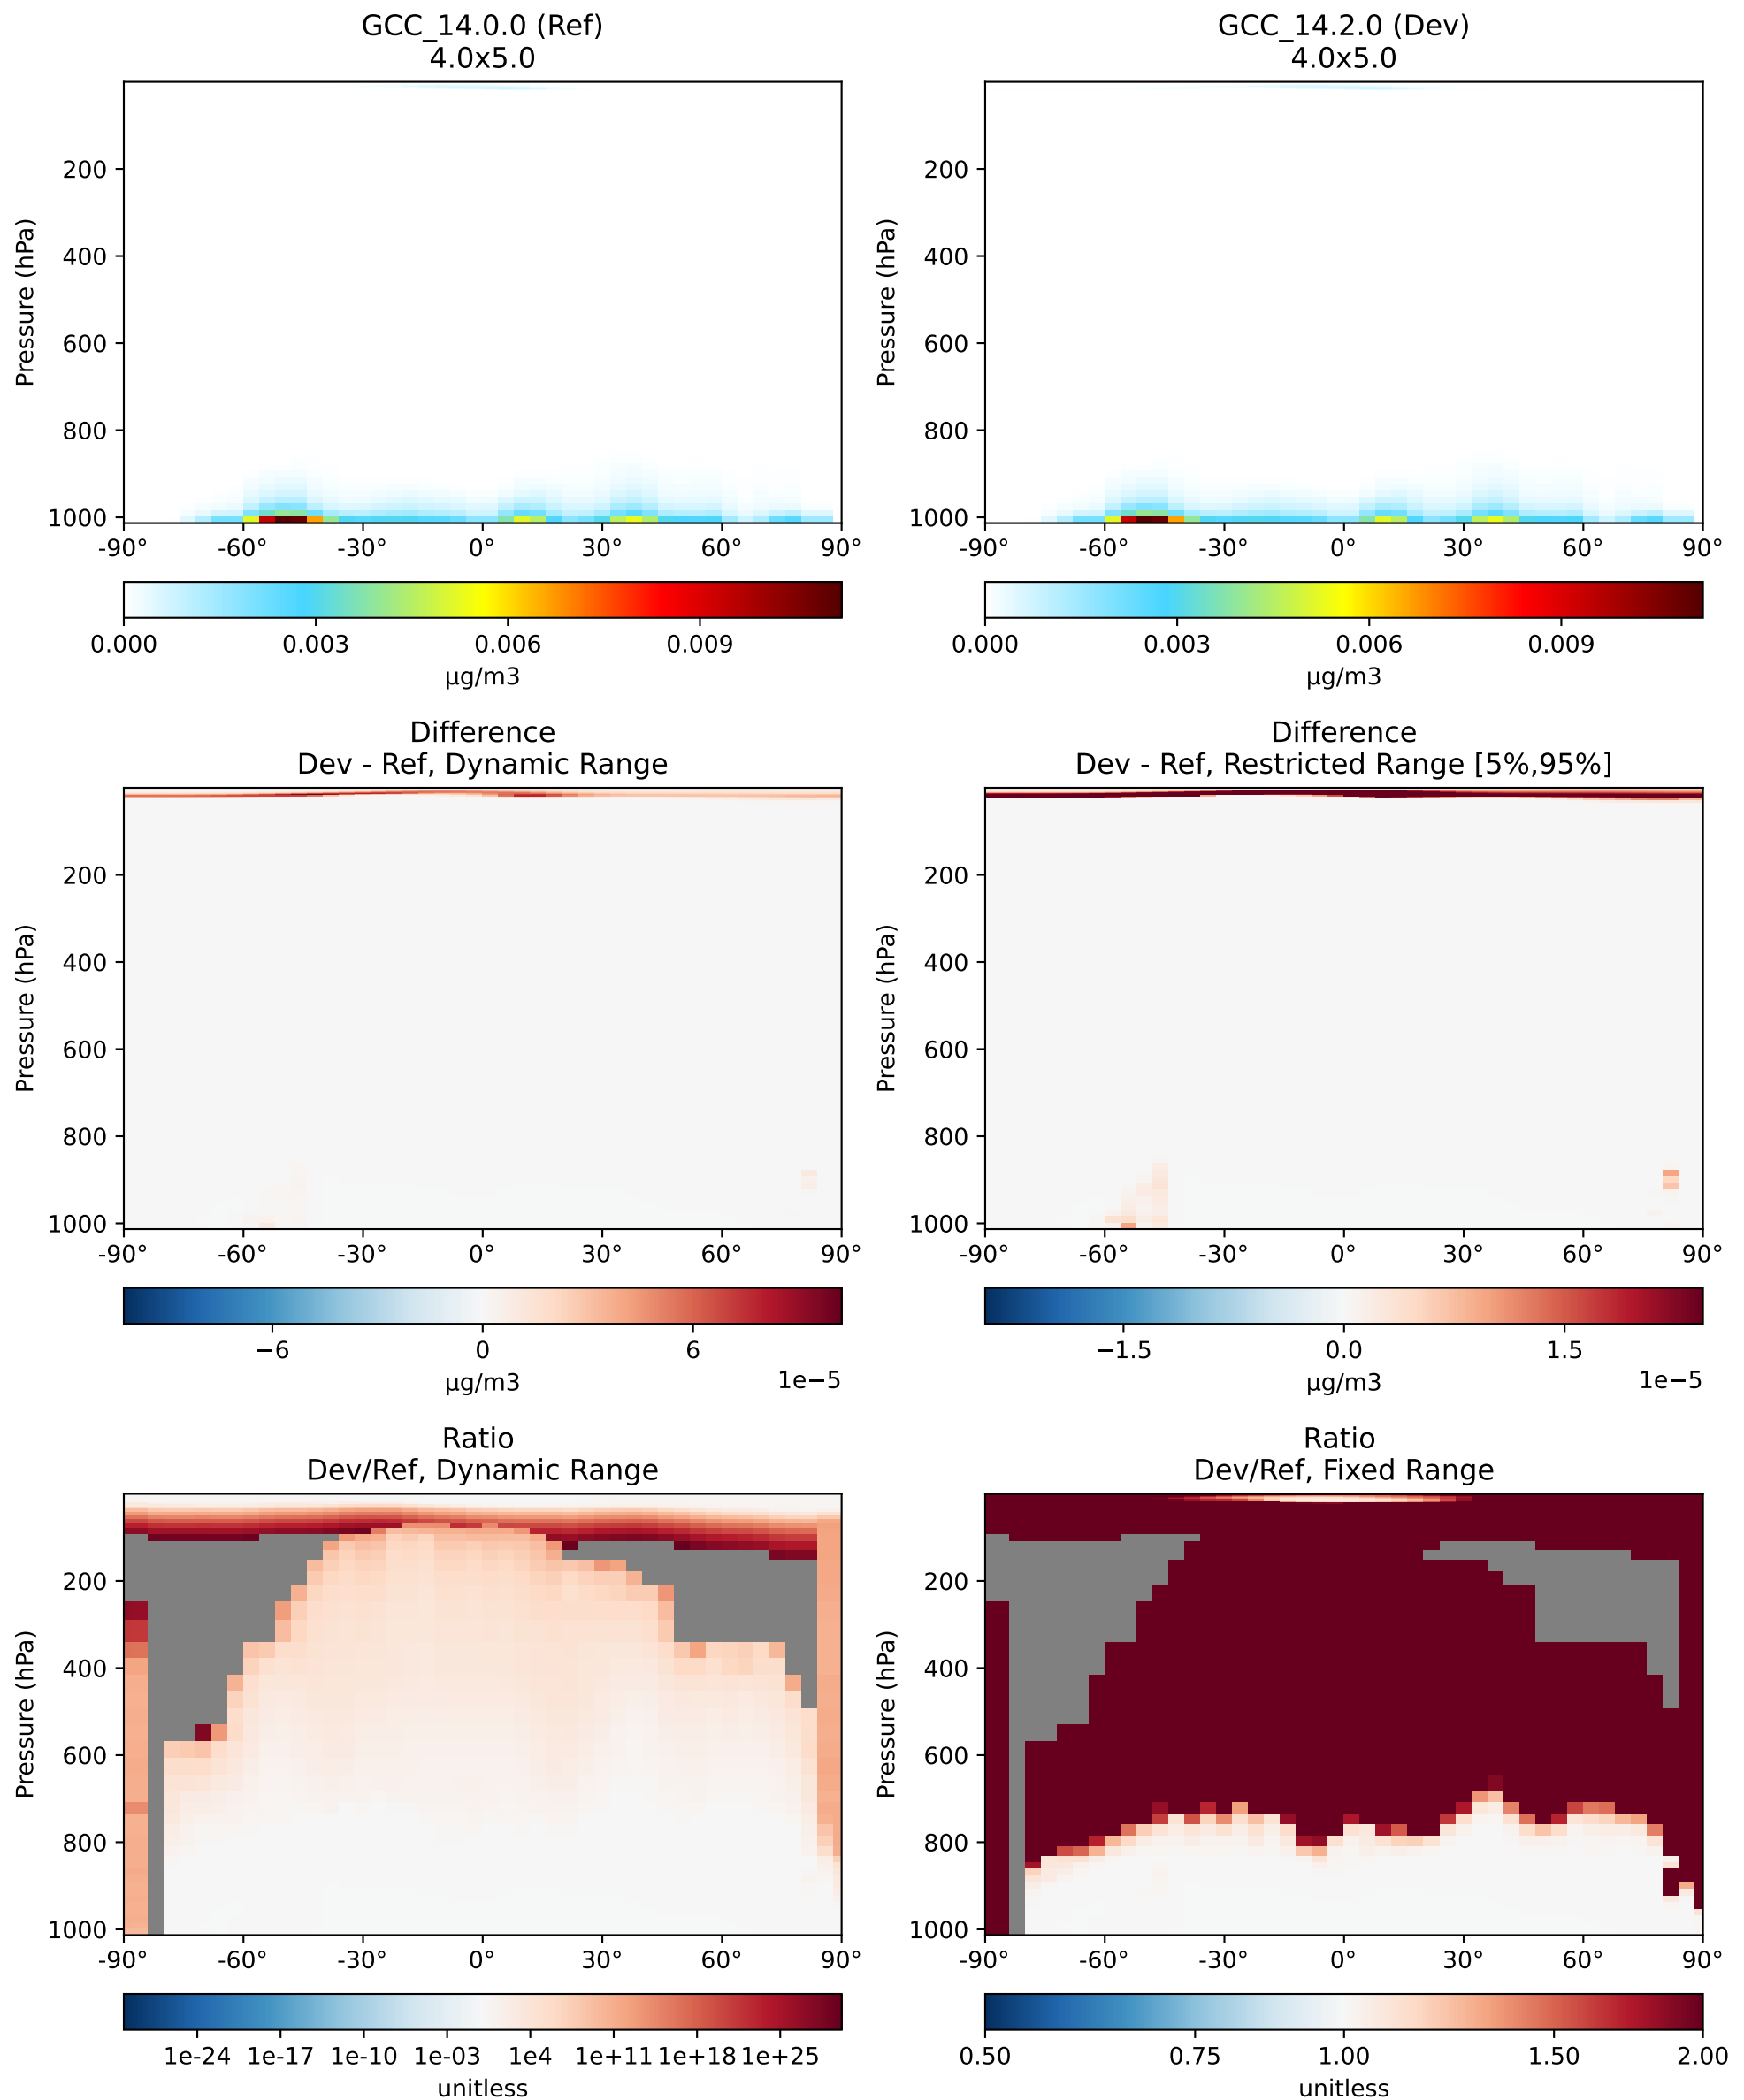 GCC_14.0.0 (Ref)
4.0x5.0
GCC_14.2.0 (Dev)
4.0x5.0
Pressure (hPa)
200
400
600
800
1000
-90° -60° -30° 0° 30° 60° 90°
0.000 0.003 0.006 0.009
µg/m3
Pressure (hPa)
200
400
600
800
1000
-90° -60° -30° 0° 30° 60° 90°
0.000 0.003 0.006 0.009
µg/m3
Difference
Dev - Ref, Dynamic Range
Pressure (hPa)
200
400
600
800
1000
-90° -60° -30° 0° 30° 60° 90°
−6 0 6
µg/m3 1e−5
Difference
Dev - Ref, Restricted Range [5%,95%]
Pressure (hPa)
200
400
600
800
1000
-90° -60° -30° 0° 30° 60° 90°
−1.5 0.0 1.5
µg/m3 1e−5
Ratio
Dev/Ref, Dynamic Range
Pressure (hPa)
200
400
600
800
1000
-90° -60° -30° 0° 30° 60° 90°
1e-24 1e-17 1e-10 1e-03 1e4 1e+11 1e+18 1e+25
unitless
Ratio
Dev/Ref, Fixed Range
Pressure (hPa)
200
400
600
800
1000
-90° -60° -30° 0° 30° 60° 90°
0.50 0.75 1.00 1.50 2.00
unitless